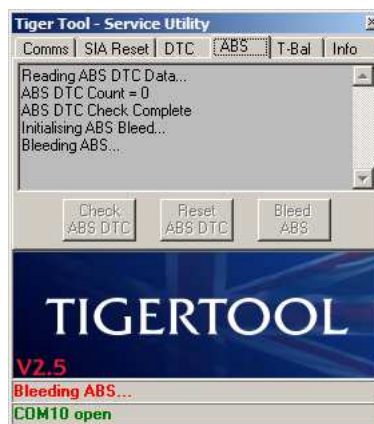 Tiger Tool - Service Utility
Comms SIA Reset DTC ABS T-Bal Info
Reading ABS DTC Data...
ABS DTC Count = 0
ABS DTC Check Complete
Initialising ABS Bleed...
Bleeding ABS...
Check Reset Bleed
ABS DTC ABS DTC ABS
TIGERTOOL
V2.5
Bleeding ABS...
COM10 open